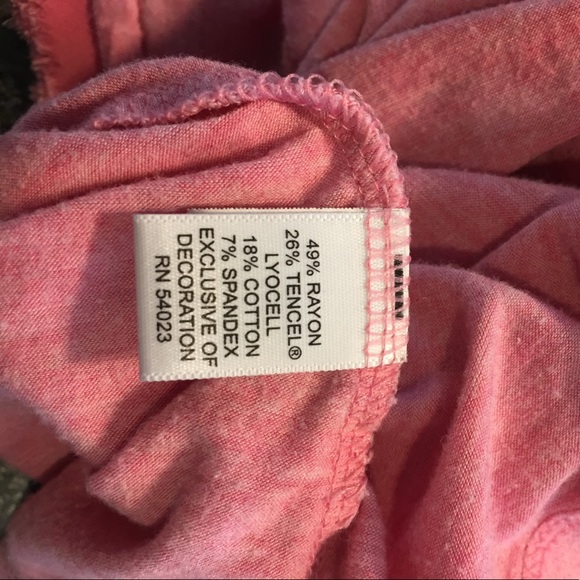 49% RAYON
26% TENCEL®
LYOCELL
18% COTTON
7% SPANDEX
EXCLUSIVE OF
DECORATION
RN 54023